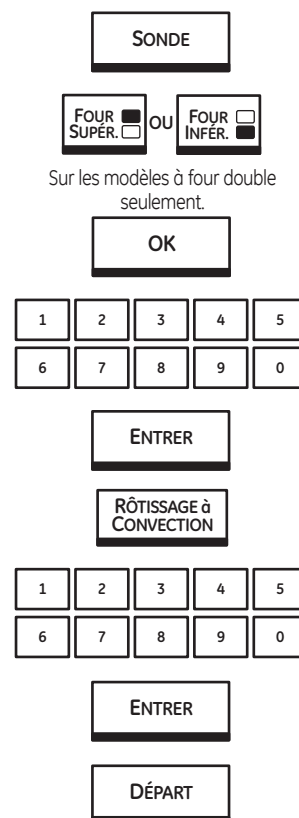 SONDE
FOUR SUPÉR. OU FOUR INFÉR.
Sur les modèles à four double
seulement.
OK
1 2 3 4 5
6 7 8 9 0
ENTRER
RÔTISSAGE à
CONVECTION
1 2 3 4 5
6 7 8 9 0
ENTRER
DÉPART